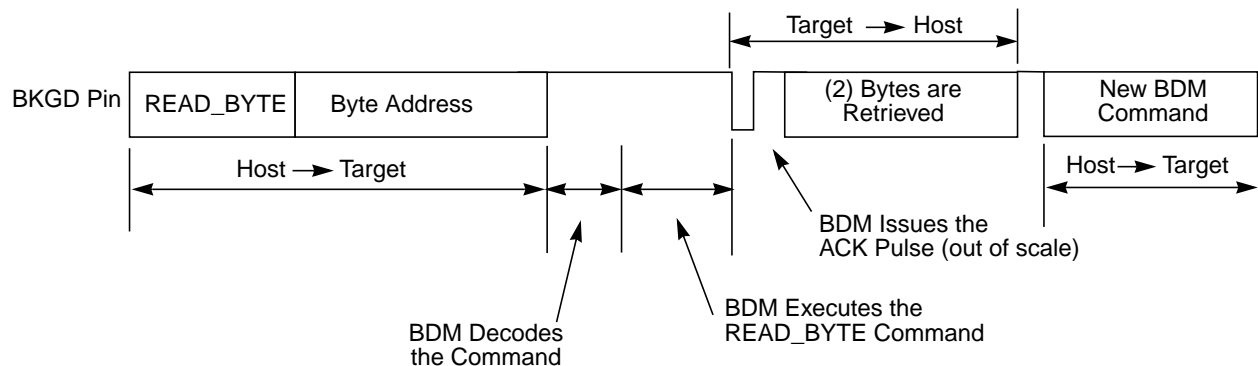 Target → Host
BKGD Pin
READ_BYTE
Byte Address
(2) Bytes are
Retrieved
New BDM
Command
Host → Target
Host → Target
BDM Issues the
ACK Pulse (out of scale)
BDM Decodes
the Command
BDM Executes the
READ_BYTE Command